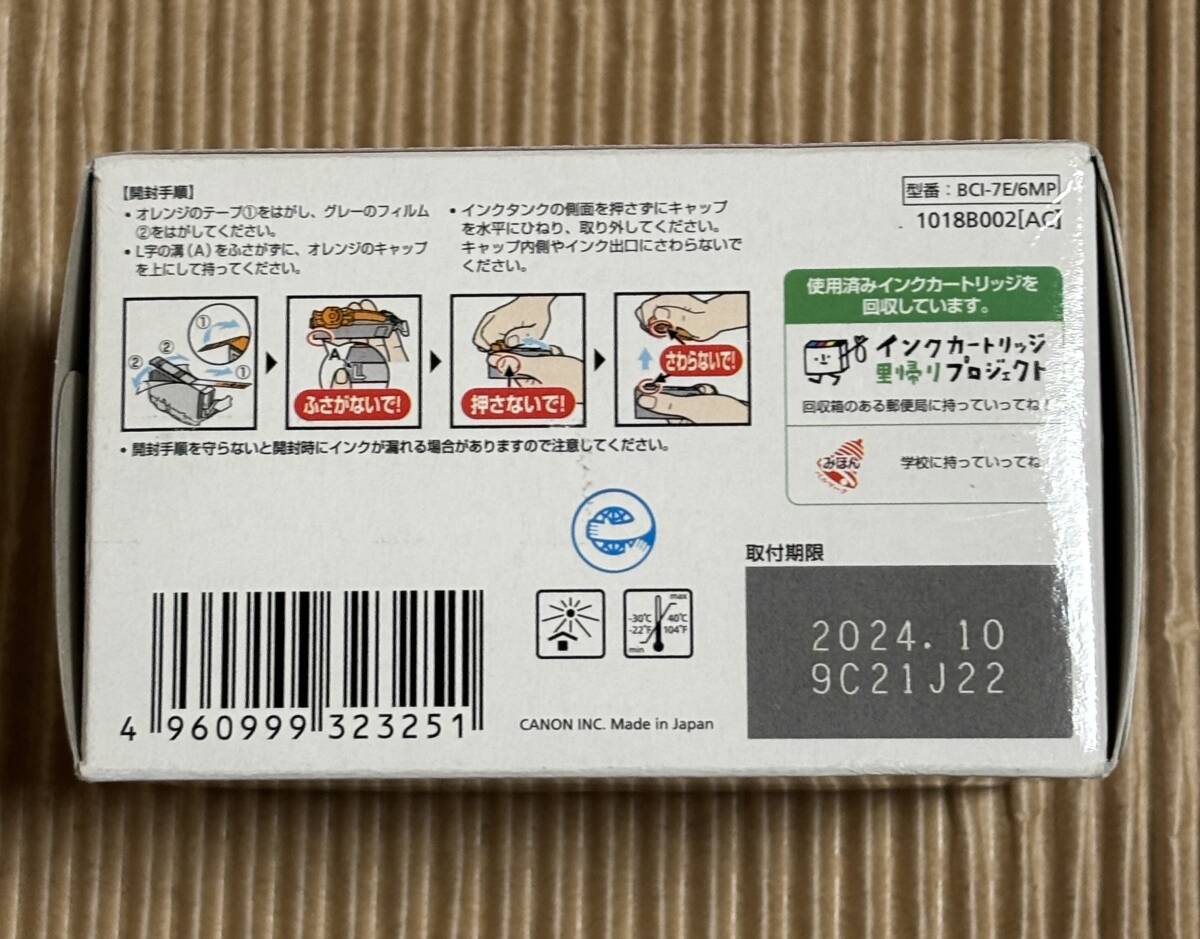 【開封手順】
・オレンジのテープ①をはがし、グレーのフィルム
②をはがしてください。
・L字の溝(A)をふさがずに、オレンジのキャップ
を上にして持ってください。
・インクタンクの側面を押さずにキャップ
を水平にひねり、取り外してください。
キャップ内側やインク出口にさわらないで
ください。
型番:BCI-7E/6MP
1018B002[AC]
使用済みインクカートリッジを
回収しています。
インクカートリッジ
里帰りプロジェクト
回収箱のある郵便局に持っていってね!
みほん
ベルマーク
学校に持っていってね
① ② ② ①
A
L
ふさがないで!
押さないで!
さわらないで!
・開封手順を守らないと開封時にインクが漏れる場合がありますので注意してください。
取付期限
2024.10
9C21J22
max
-30℃ 40℃
-22°F 104°F
min
4 960999 323251
CANON INC. Made in Japan